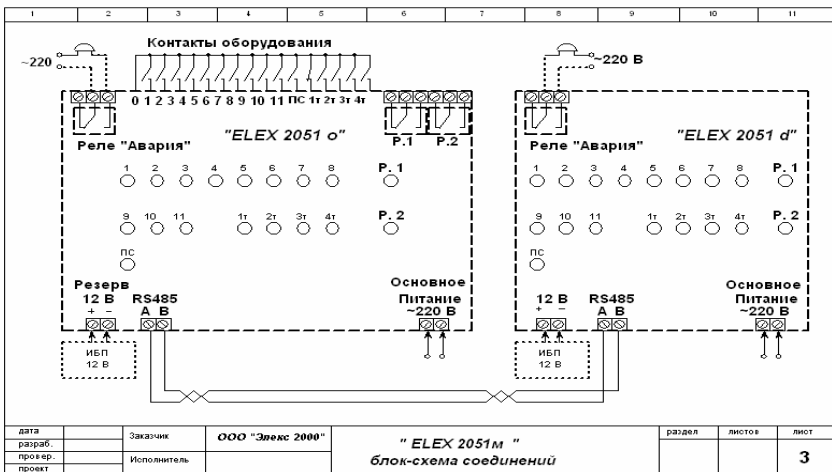 1 2 3 4 5 6 7 8 9 10 11
Контакты оборудования
~220
~220 В
0 1 2 3 4 5 6 7 8 9 10 11 ПС 1т 2т 3т 4т
Реле "Авария"
"ELEX 2051 о"
Р.1 Р.2
1 2 3 4 5 6 7 8 Р. 1
9 10 11 1т 2т 3т 4т Р. 2
ПС
Резерв
12 В
+ −
RS485
A B
Основное
Питание
~220 В
ИБП
12 В
Реле "Авария"
"ELEX 2051 d"
1 2 3 4 5 6 7 8 Р. 1
9 10 11 1т 2т 3т 4т Р. 2
ПС
12 В
+ −
RS485
A B
Основное
Питание
~220 В
ИБП
12 В
дата
разраб.
провер.
проект
Заказчик
ООО "Элекс 2000"
Исполнитель
" ELEX 2051м "
блок-схема соединений
раздел листов лист
3